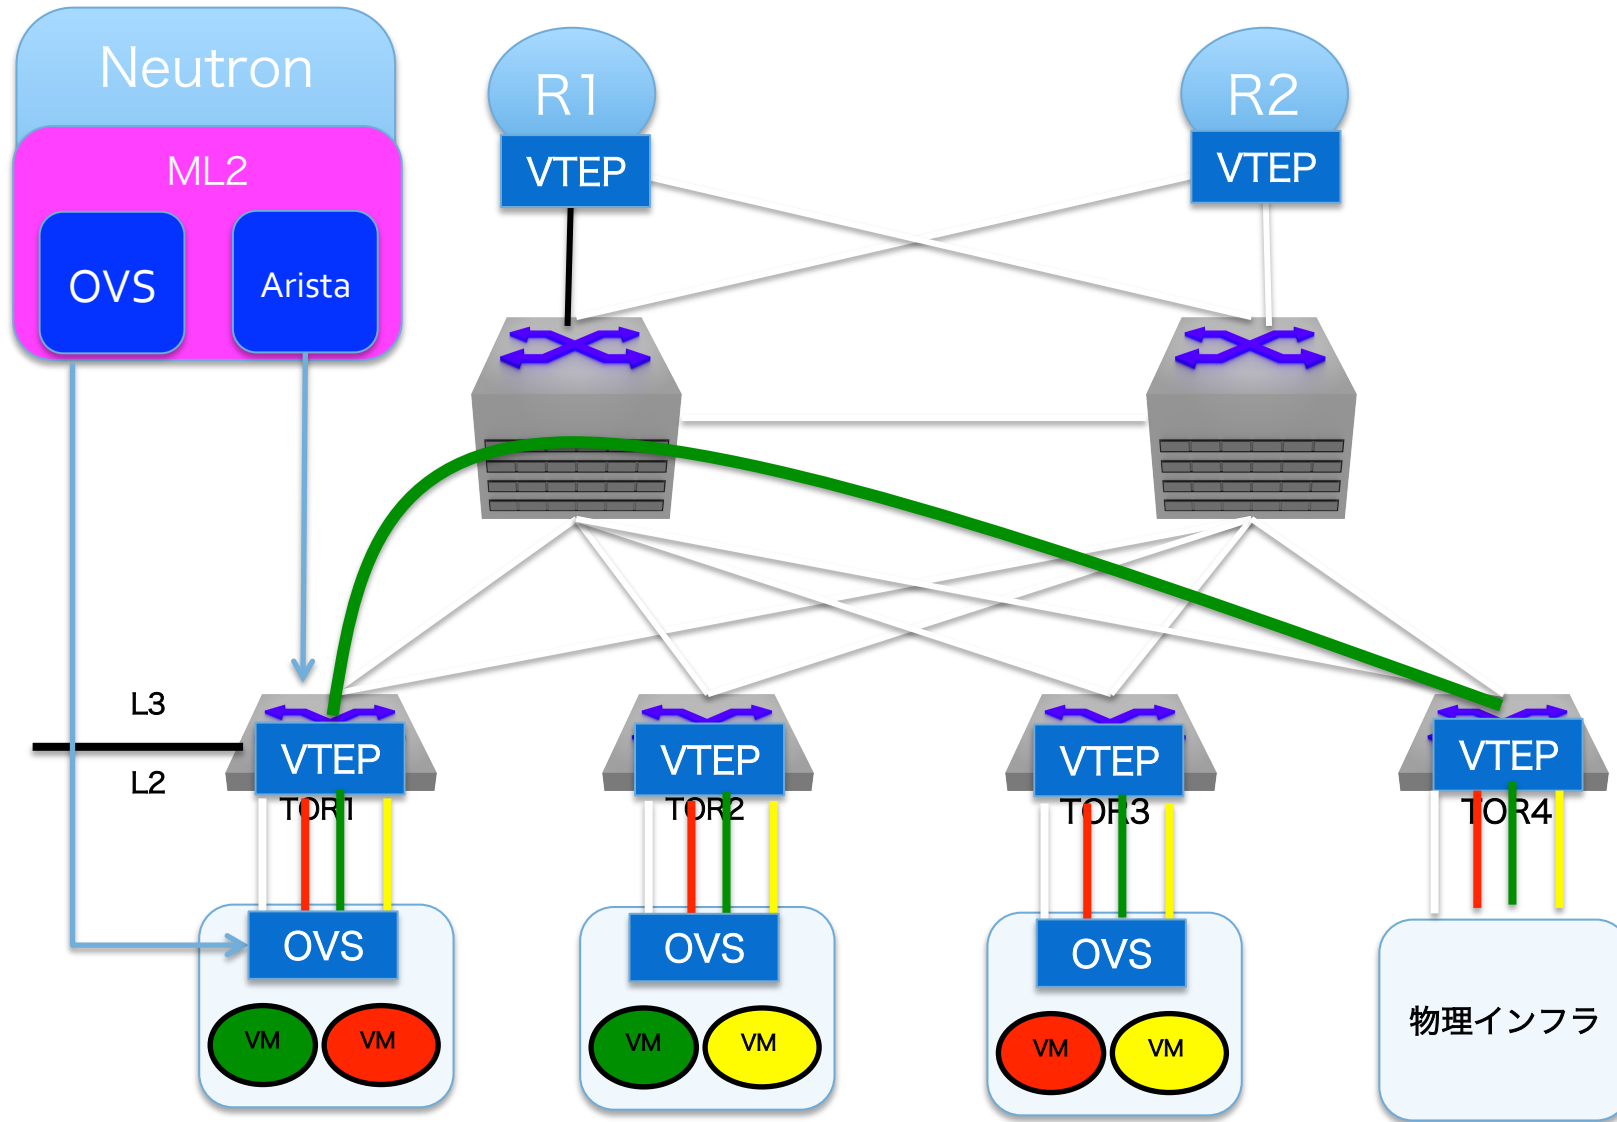 Neutron
ML2
OVS
Arista
R1
VTEP
R2
VTEP
L3
L2
VTEP
TOR1
VTEP
TOR2
VTEP
TOR3
VTEP
TOR4
OVS
VM
VM
OVS
VM
VM
OVS
VM
VM
物理インフラ